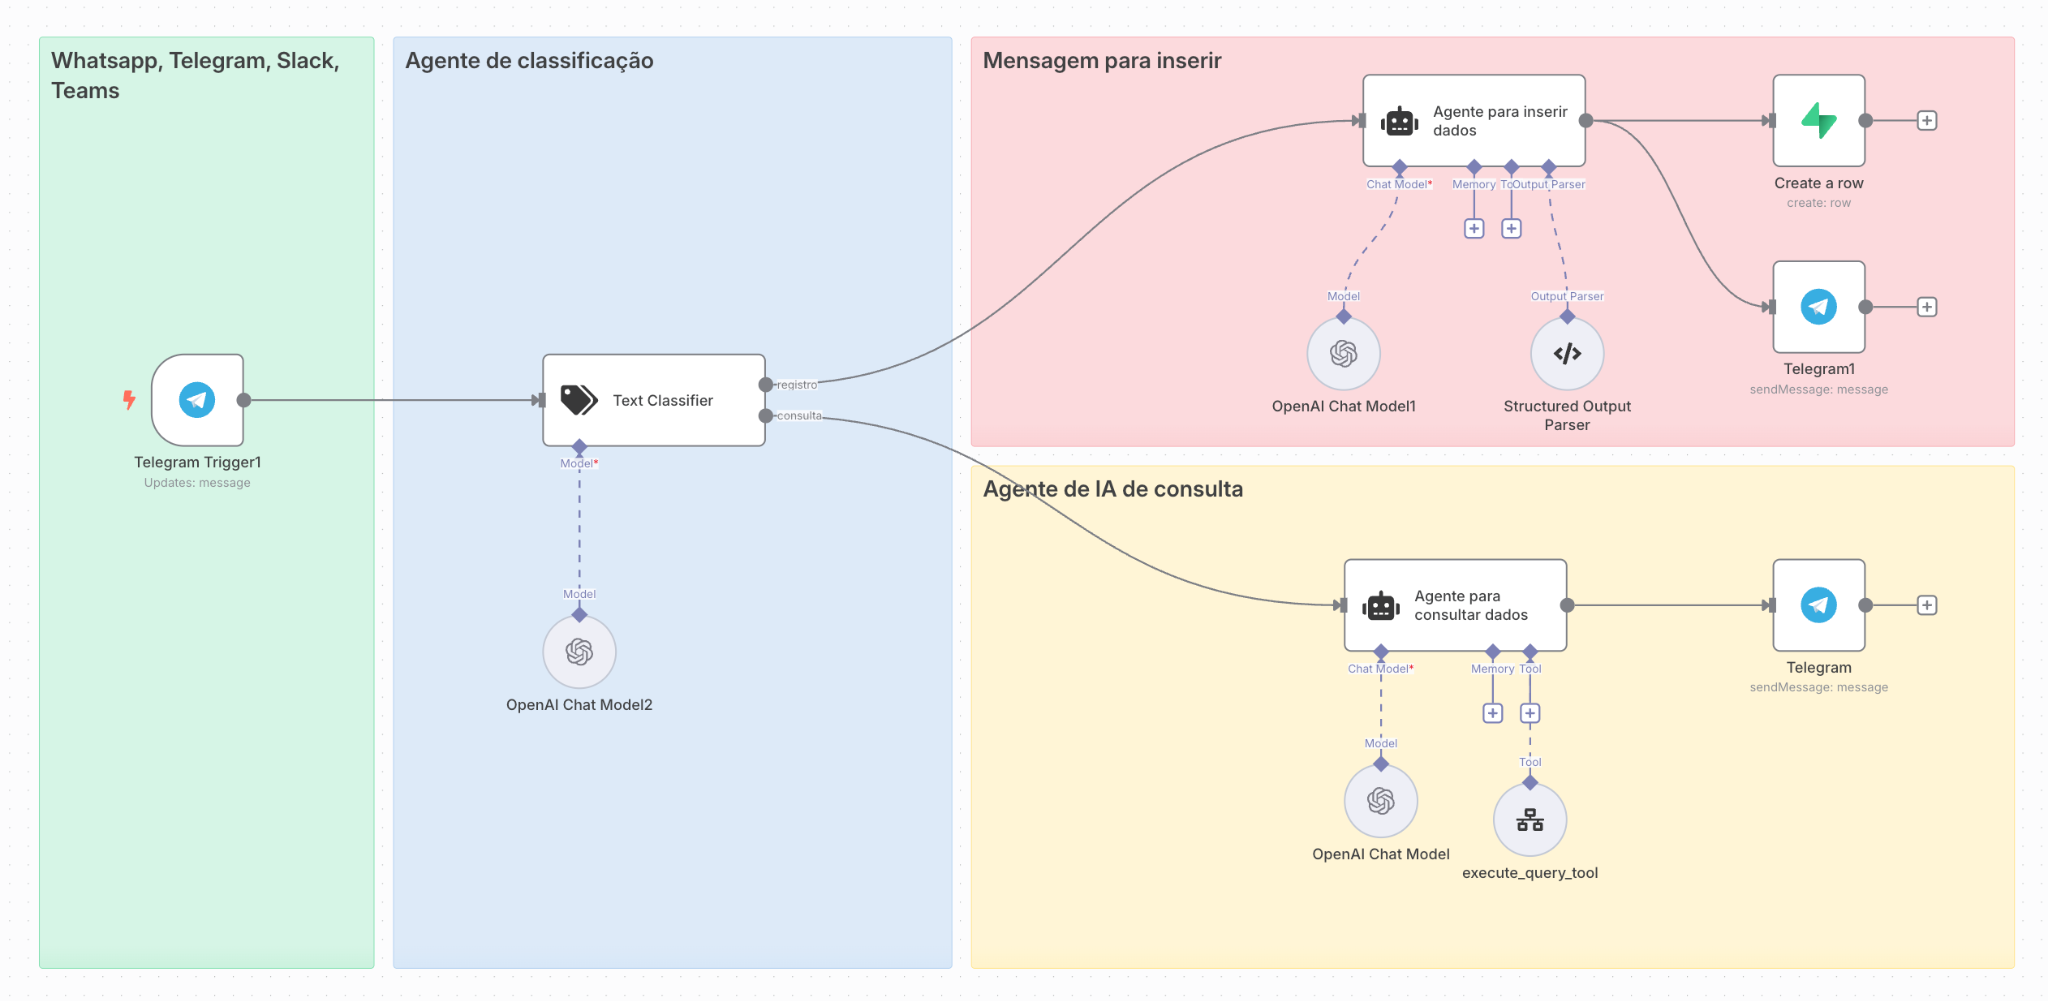 Whatsapp, Telegram, Slack,
Teams
Telegram Trigger1
Updates: message
Agente de classificação
Text Classifier
registro
consulta
Model*
Model
OpenAI Chat Model2
Mensagem para inserir
Agente para inserir
dados
Chat Model*
Memory
To
Output Parser
Model
OpenAI Chat Model1
Output Parser
Structured Output
Parser
Create a row
create: row
Telegram1
sendMessage: message
Agente de IA de consulta
Agente para
consultar dados
Chat Model*
Memory
Tool
Model
OpenAI Chat Model
Tool
execute_query_tool
Telegram
sendMessage: message